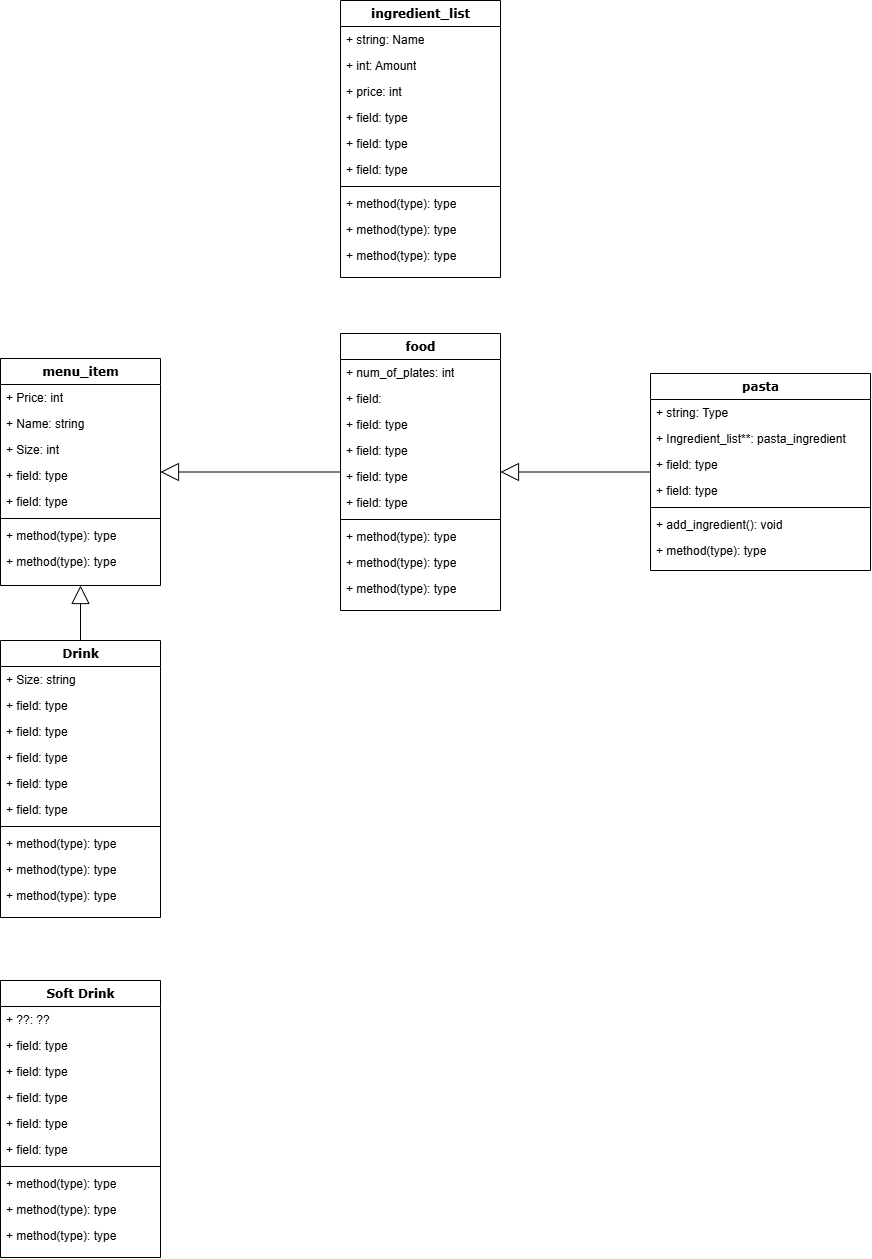 ingredient_list
+ string: Name
+ int: Amount
+ price: int
+ field: type
+ field: type
+ field: type
+ method(type): type
+ method(type): type
+ method(type): type
menu_item
+ Price: int
+ Name: string
+ Size: int
+ field: type
+ field: type
+ method(type): type
+ method(type): type
food
+ num_of_plates: int
+ field:
+ field: type
+ field: type
+ field: type
+ field: type
+ method(type): type
+ method(type): type
+ method(type): type
pasta
+ string: Type
+ Ingredient_list**: pasta_ingredient
+ field: type
+ field: type
+ add_ingredient(): void
+ method(type): type
Drink
+ Size: string
+ field: type
+ field: type
+ field: type
+ field: type
+ field: type
+ method(type): type
+ method(type): type
+ method(type): type
Soft Drink
+ ??: ??
+ field: type
+ field: type
+ field: type
+ field: type
+ field: type
+ method(type): type
+ method(type): type
+ method(type): type